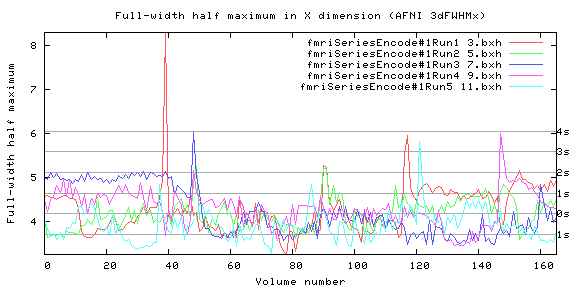 Full-width half maximum in X dimension (AFNI 3dFWHMx)
Full-width half maximum
8
7
6
5
4
fmriSeriesEncode#1Run1 3.bxh
fmriSeriesEncode#1Run2 5.bxh
fmriSeriesEncode#1Run3 7.bxh
fmriSeriesEncode#1Run4 9.bxh
fmriSeriesEncode#1Run5 11.bxh
4s
3s
2s
1s
0s
1s
0 20 40 60 80 100 120 140 160
Volume number